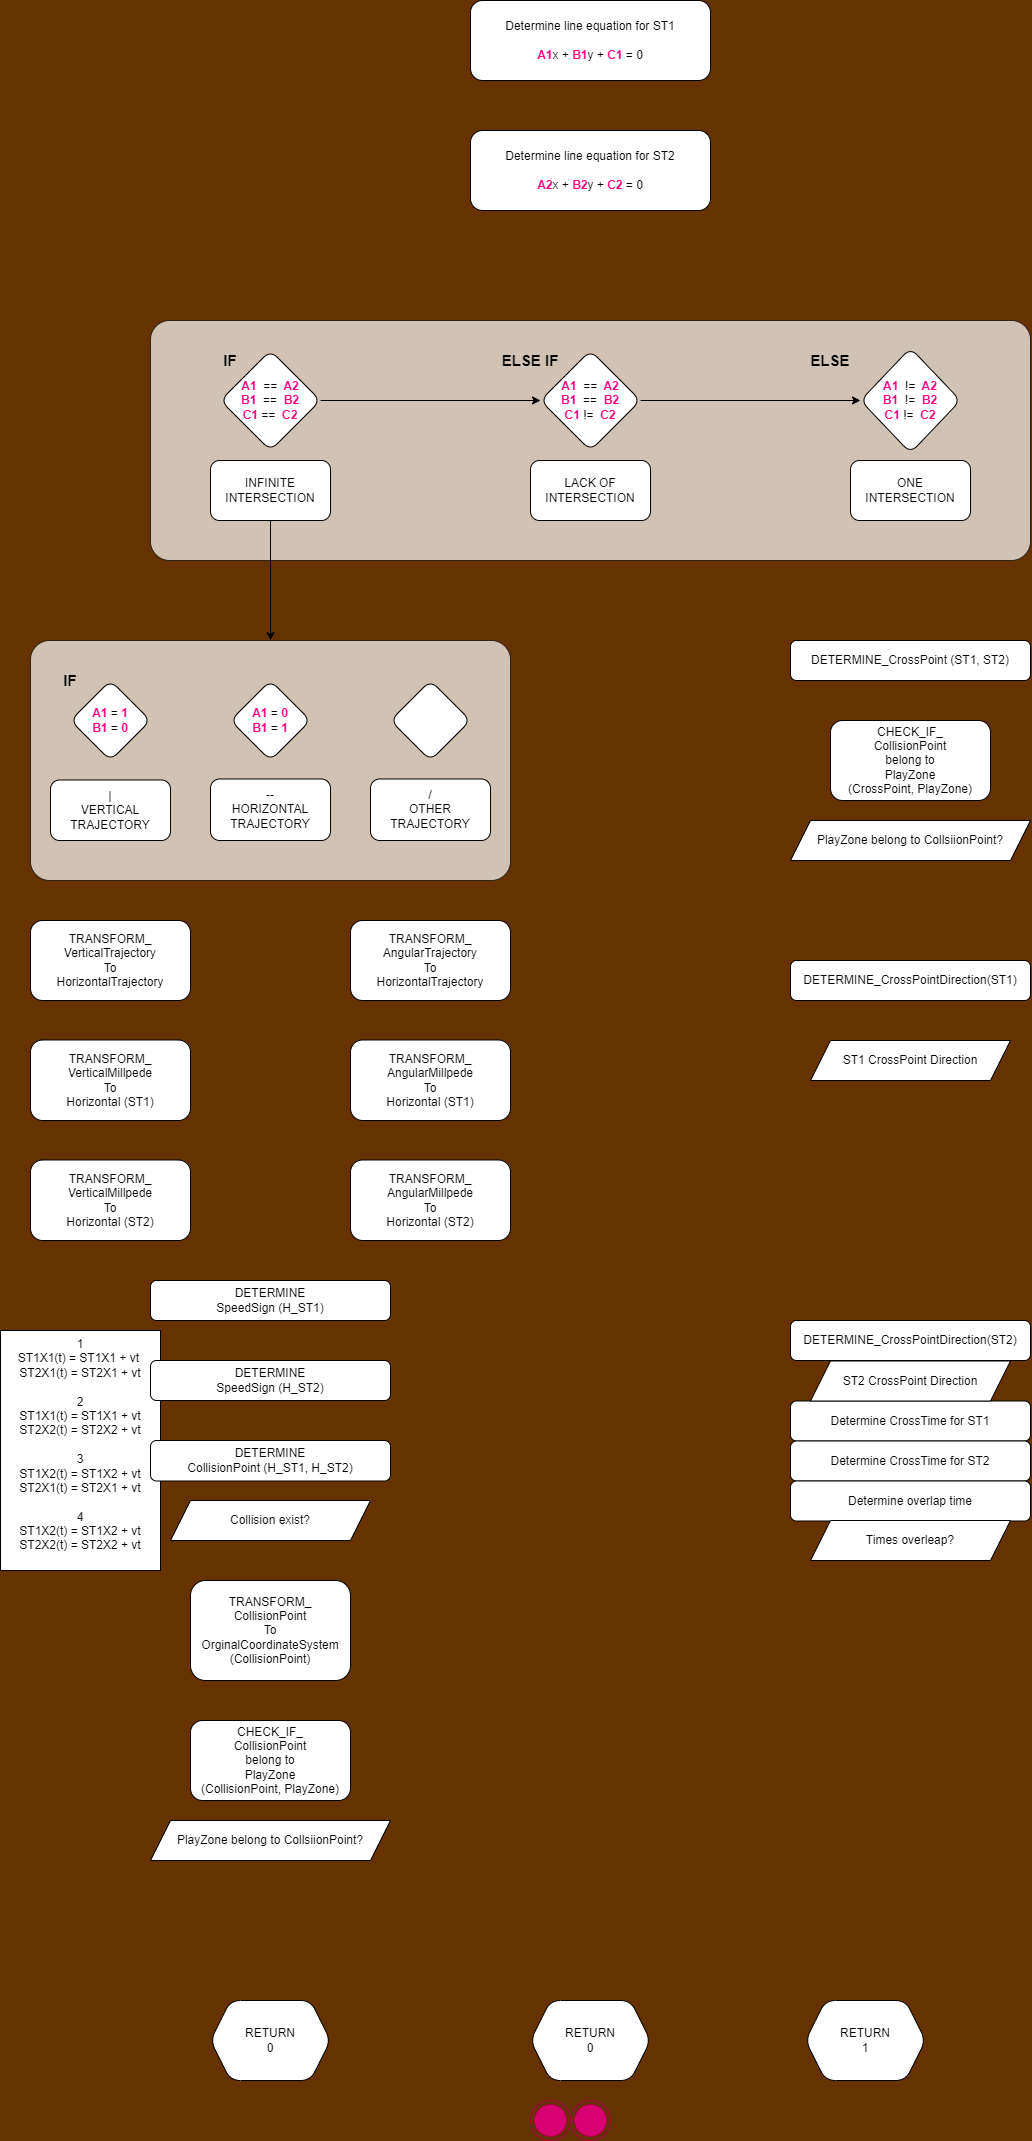 Determine line equation for ST1
A1x + B1y + C1 = 0
Determine line equation for ST2
A2x + B2y + C2 = 0
IF
A1 == A2
B1 == B2
C1 == C2
ELSE IF
A1 == A2
B1 == B2
C1 != C2
ELSE
A1 != A2
B1 != B2
C1 != C2
INFINITE
INTERSECTION
LACK OF
INTERSECTION
ONE
INTERSECTION
IF
A1 = 1
B1 = 0
A1 = 0
B1 = 1
|
VERTICAL
TRAJECTORY
--
HORIZONTAL
TRAJECTORY
/
OTHER
TRAJECTORY
DETERMINE_CrossPoint (ST1, ST2)
CHECK_IF_
CollisionPoint
belong to
PlayZone
(CrossPoint, PlayZone)
PlayZone belong to CollsiionPoint?
TRANSFORM_
VerticalTrajectory
To
HorizontalTrajectory
TRANSFORM_
AngularTrajectory
To
HorizontalTrajectory
DETERMINE_CrossPointDirection(ST1)
TRANSFORM_
VerticalMillpede
To
Horizontal (ST1)
TRANSFORM_
AngularMillpede
To
Horizontal (ST1)
ST1 CrossPoint Direction
TRANSFORM_
VerticalMillpede
To
Horizontal (ST2)
TRANSFORM_
AngularMillpede
To
Horizontal (ST2)
DETERMINE
SpeedSign (H_ST1)
1
ST1X1(t) = ST1X1 + vt
ST2X1(t) = ST2X1 + vt
2
ST1X1(t) = ST1X1 + vt
ST2X2(t) = ST2X2 + vt
3
ST1X2(t) = ST1X2 + vt
ST2X1(t) = ST2X1 + vt
4
ST1X2(t) = ST1X2 + vt
ST2X2(t) = ST2X2 + vt
DETERMINE
SpeedSign (H_ST2)
DETERMINE
CollisionPoint (H_ST1, H_ST2)
Collision exist?
DETERMINE_CrossPointDirection(ST2)
ST2 CrossPoint Direction
Determine CrossTime for ST1
Determine CrossTime for ST2
Determine overlap time
Times overleap?
TRANSFORM_
CollisionPoint
To
OrginalCoordinateSystem
(CollisionPoint)
CHECK_IF_
CollisionPoint
belong to
PlayZone
(CollisionPoint, PlayZone)
PlayZone belong to CollsiionPoint?
RETURN
0
RETURN
0
RETURN
1